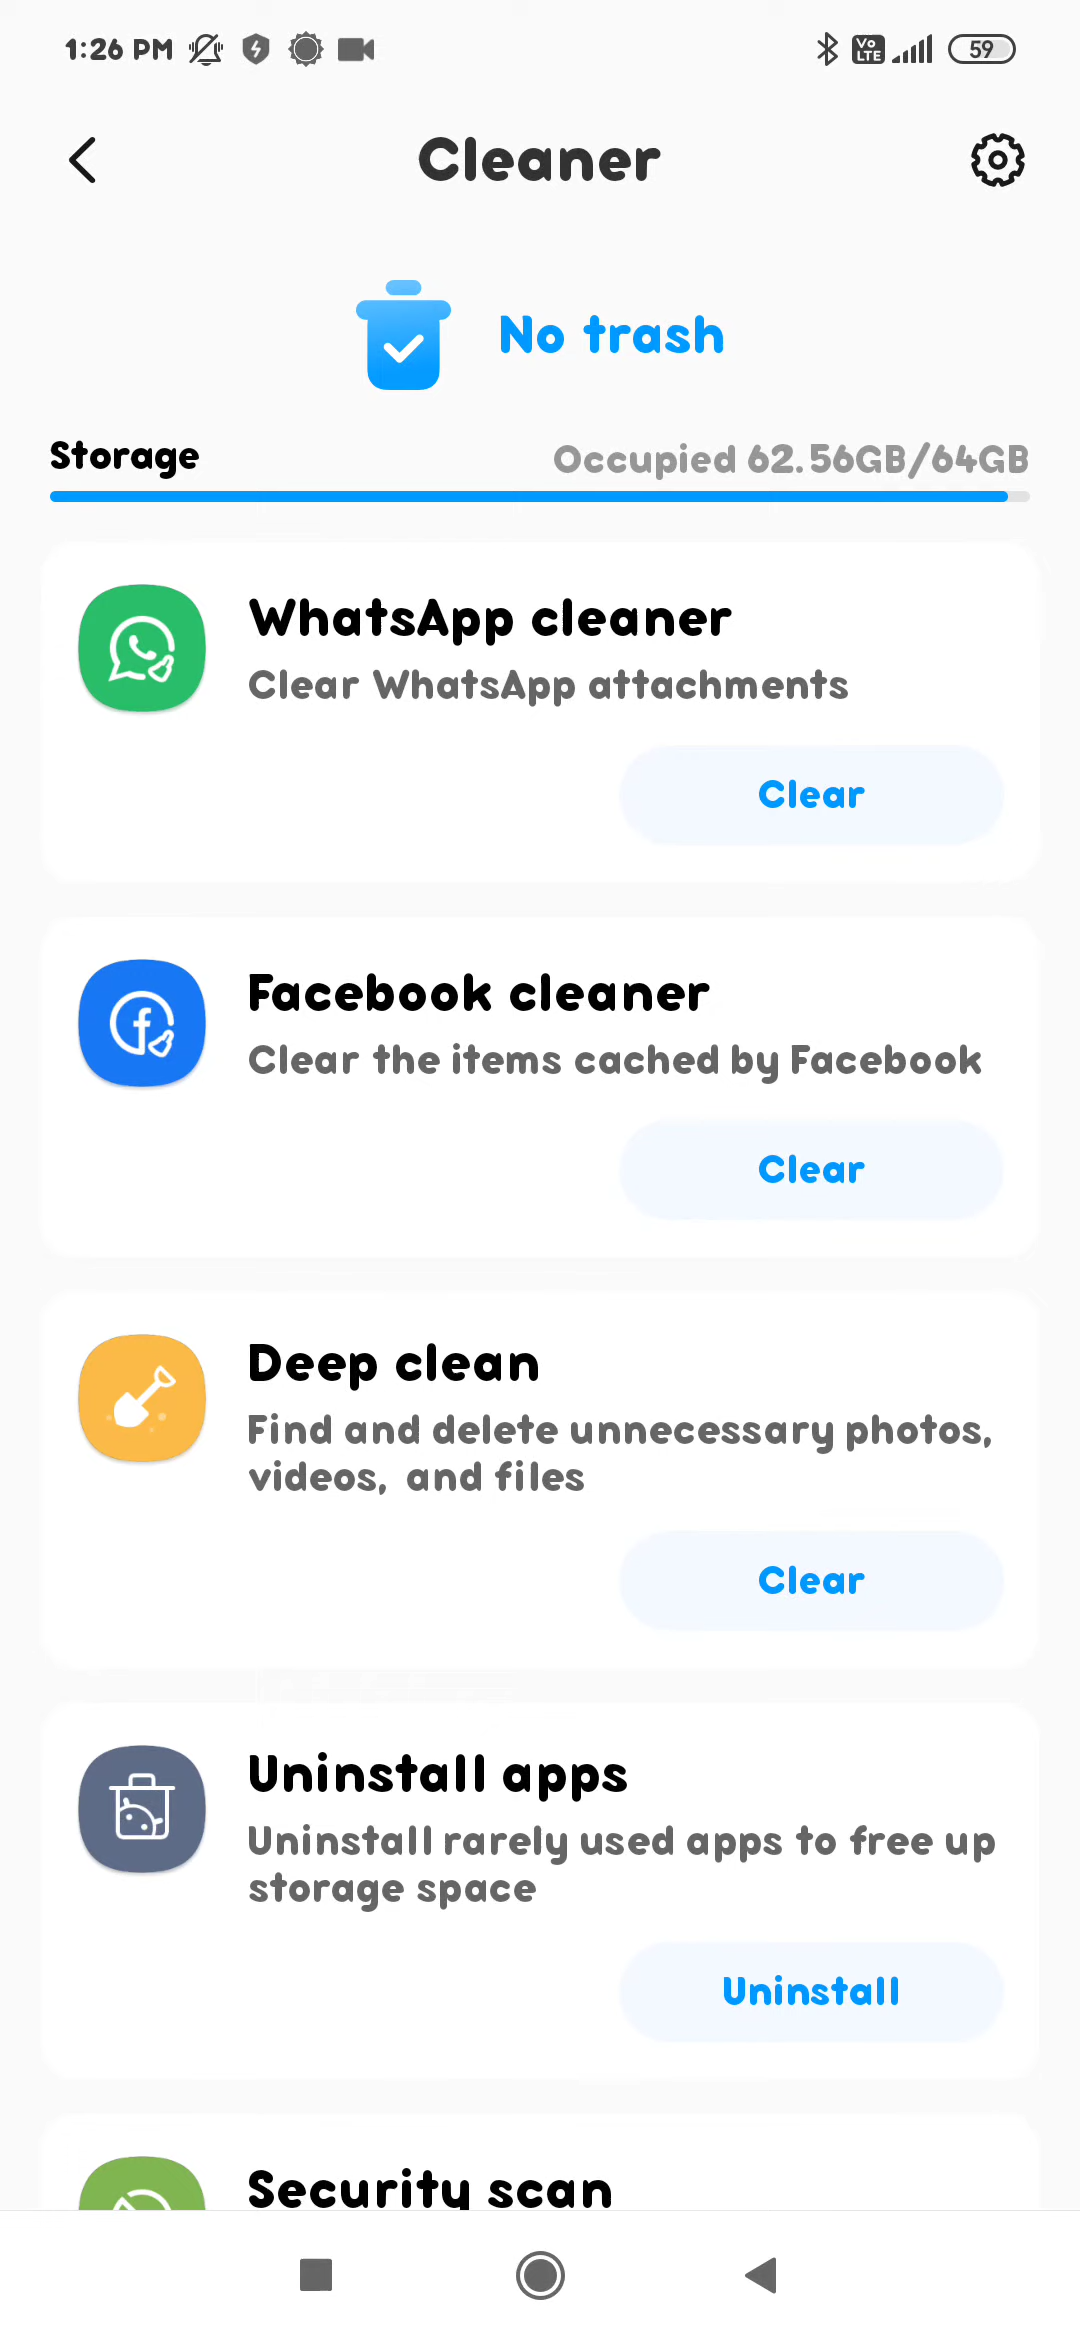 1:26 PM
Vo LTE
59
Cleaner
No trash
Storage
Occupied 62.56GB/64GB
WhatsApp cleaner
Clear WhatsApp attachments
Clear
Facebook cleaner
Clear the items cached by Facebook
Clear
Deep clean
Find and delete unnecessary photos,
videos, and files
Clear
Uninstall apps
Uninstall rarely used apps to free up
storage space
Uninstall
Security scan